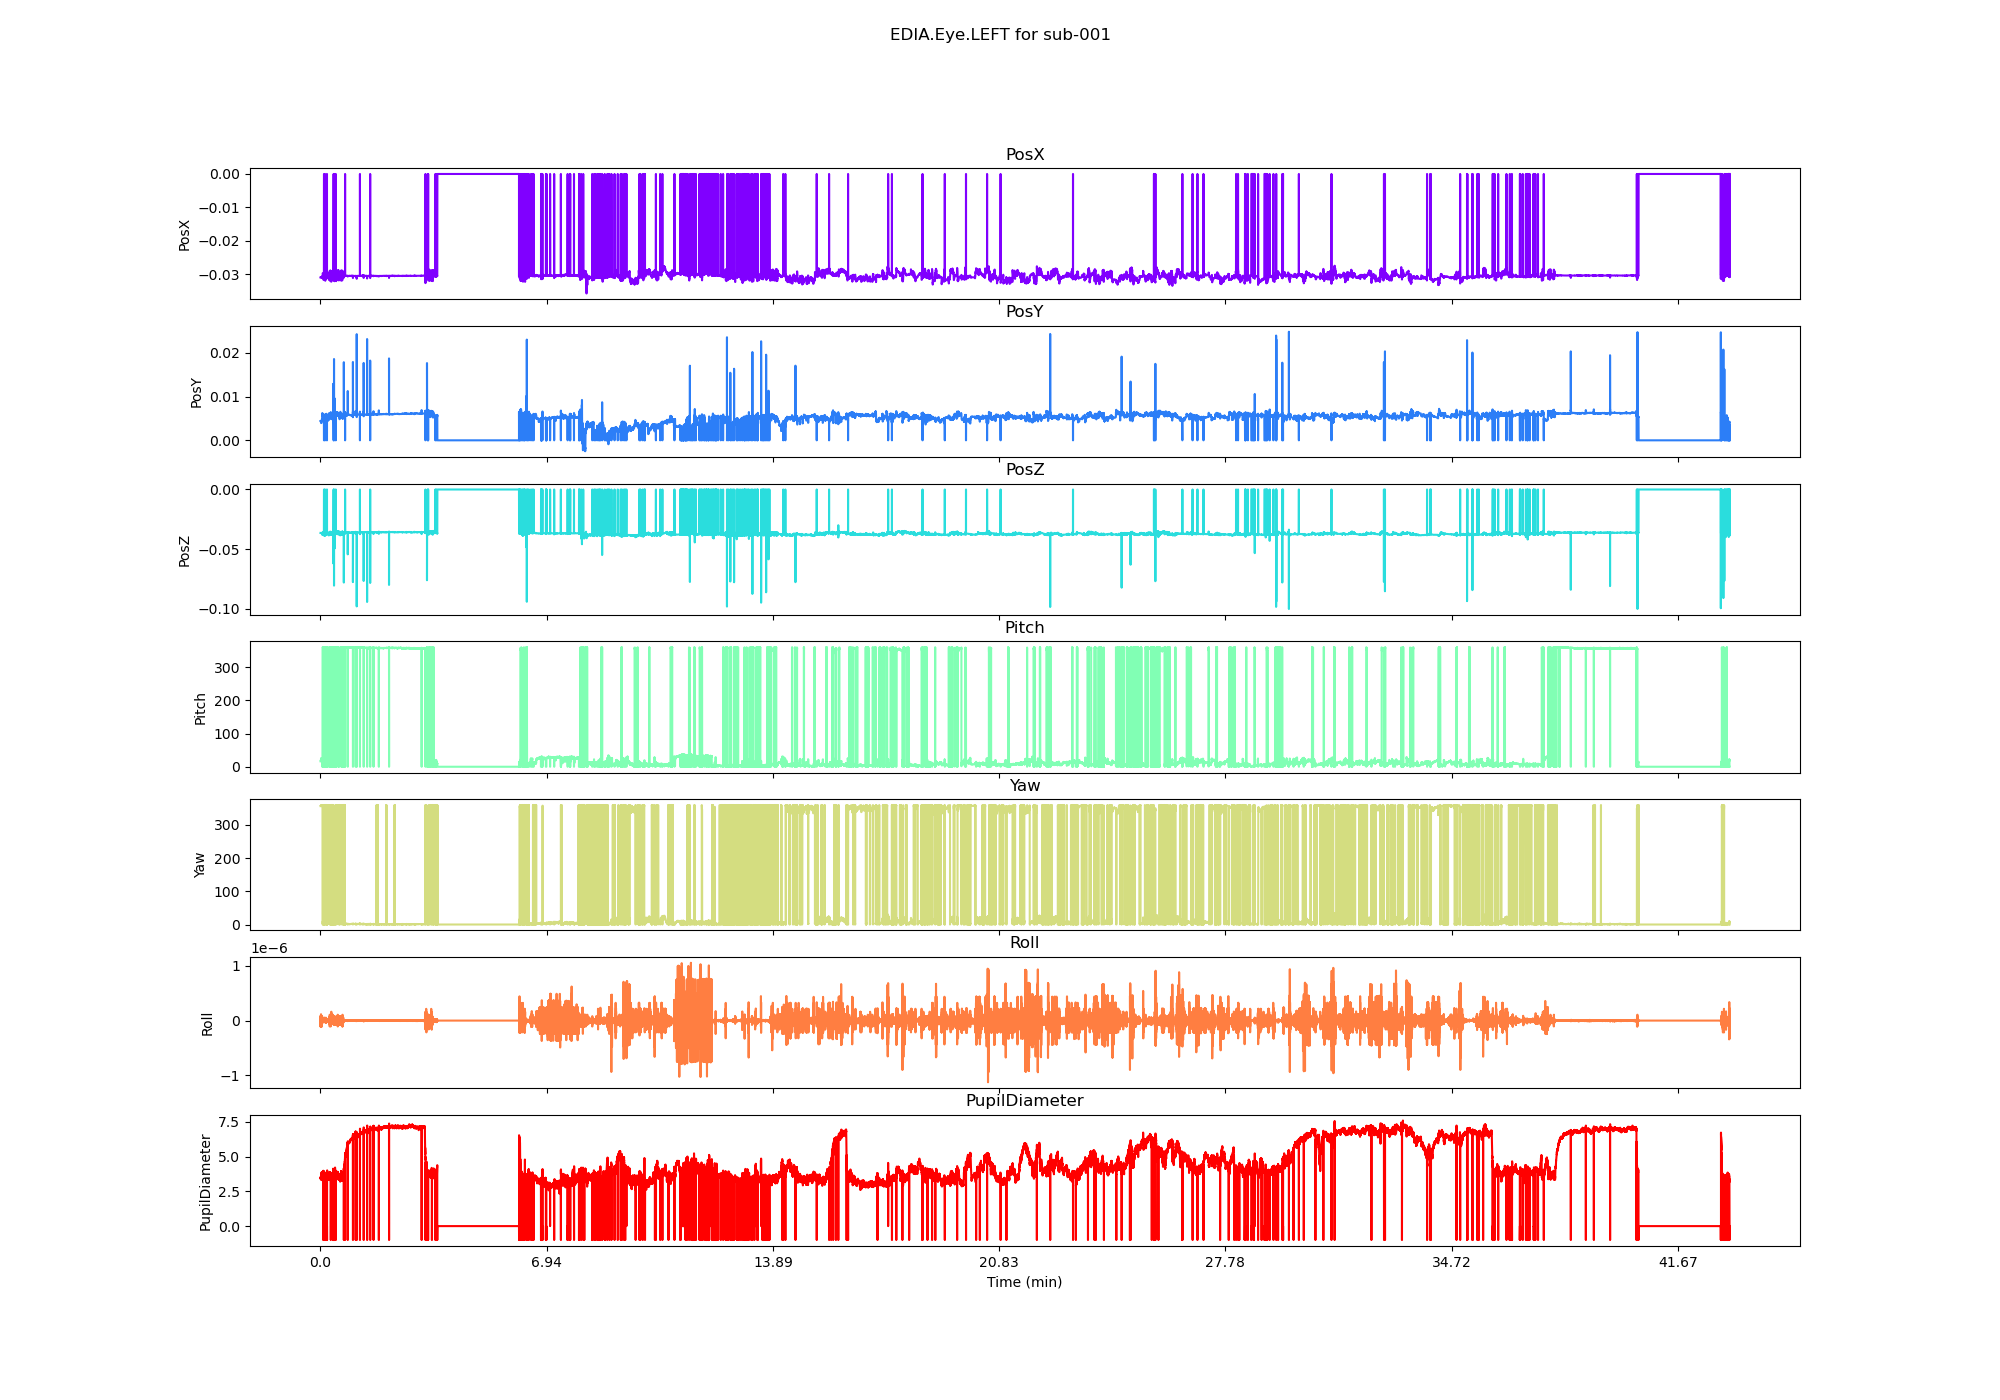 EDIA.Eye.LEFT for sub-001
PosX
0.00
−0.01
−0.02
−0.03
PosX
PosY
0.02
0.01
0.00
PosY
PosZ
0.00
−0.05
−0.10
PosZ
Pitch
300
200
100
0
Pitch
Yaw
300
200
100
0
Yaw
1e−6
Roll
1
0
−1
Roll
PupilDiameter
7.5
5.0
2.5
0.0
PupilDiameter
0.0 6.94 13.89 20.83 27.78 34.72 41.67
Time (min)